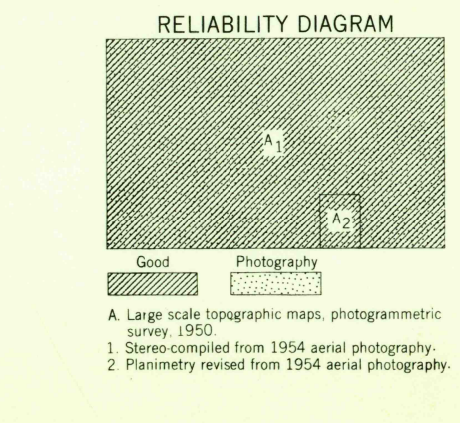 RELIABILITY DIAGRAM
A1
A2
Good Photography
A. Large scale topographic maps, photogrammetric
survey, 1950.
1. Stereo-compiled from 1954 aerial photography.
2. Planimetry revised from 1954 aerial photography.